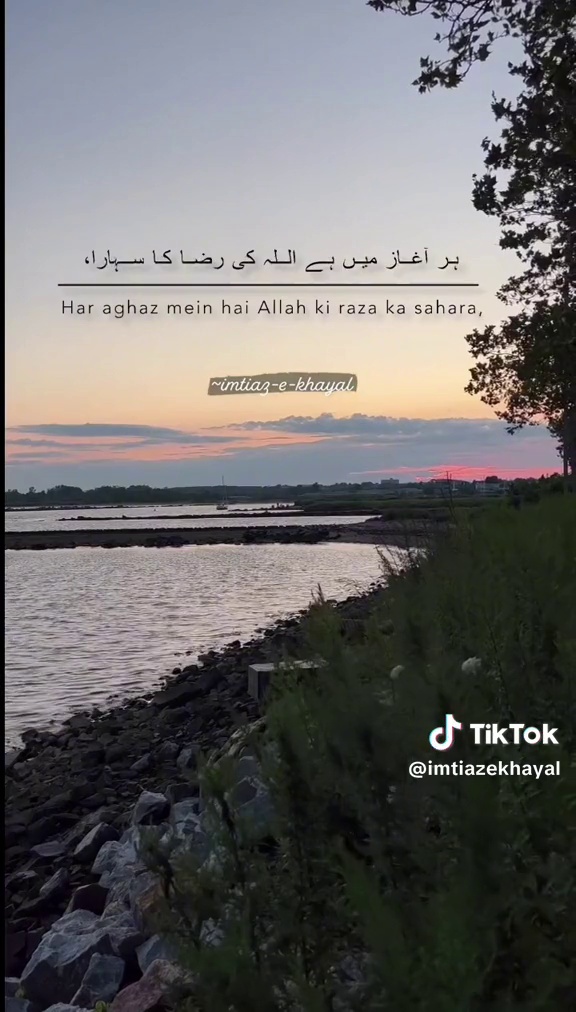 ہر آغاز میں ہے اللہ کی رضا کا سہارا،
Har aghaz mein hai Allah ki raza ka sahara,
~imtiaz-e-khayal
TikTok
@imtiazekhayal